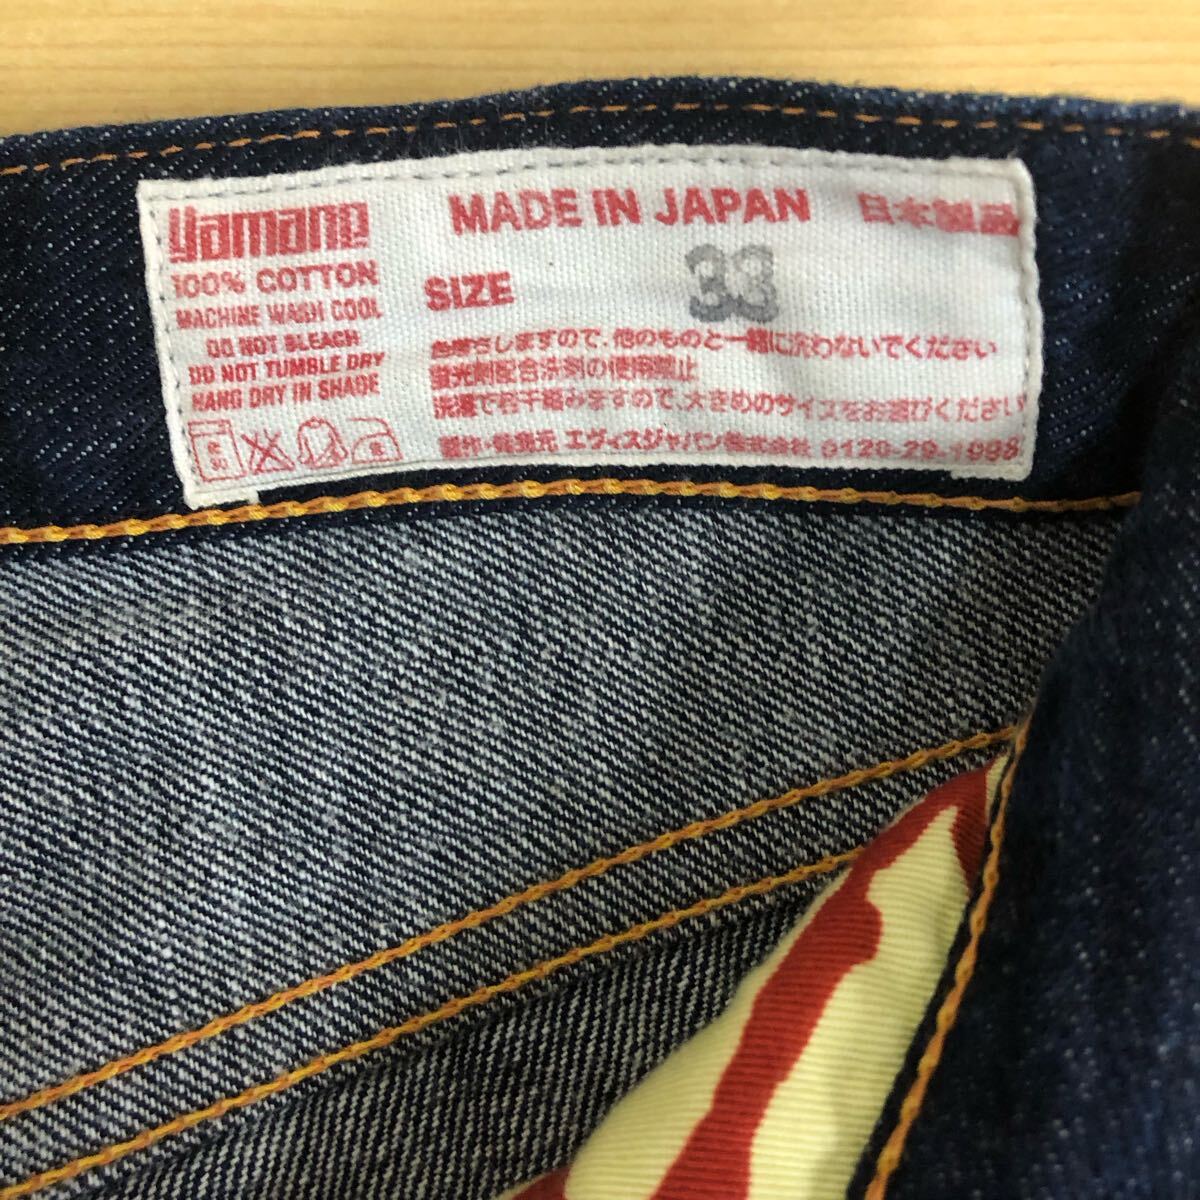 yamane
100% COTTON
MACHINE WASH COOL
DO NOT BLEACH
DO NOT TUMBLE DRY
HANG DRY IN SHADE
MADE IN JAPAN 日本製品
SIZE 33
色落ちしますので、他のものと一緒に洗わないでください
蛍光剤配合洗剤の使用禁止
洗濯で若干縮みますので、大きめのサイズをお選びください
製作・発売元 エヴィスジャパン株式会社 0120-29-1998